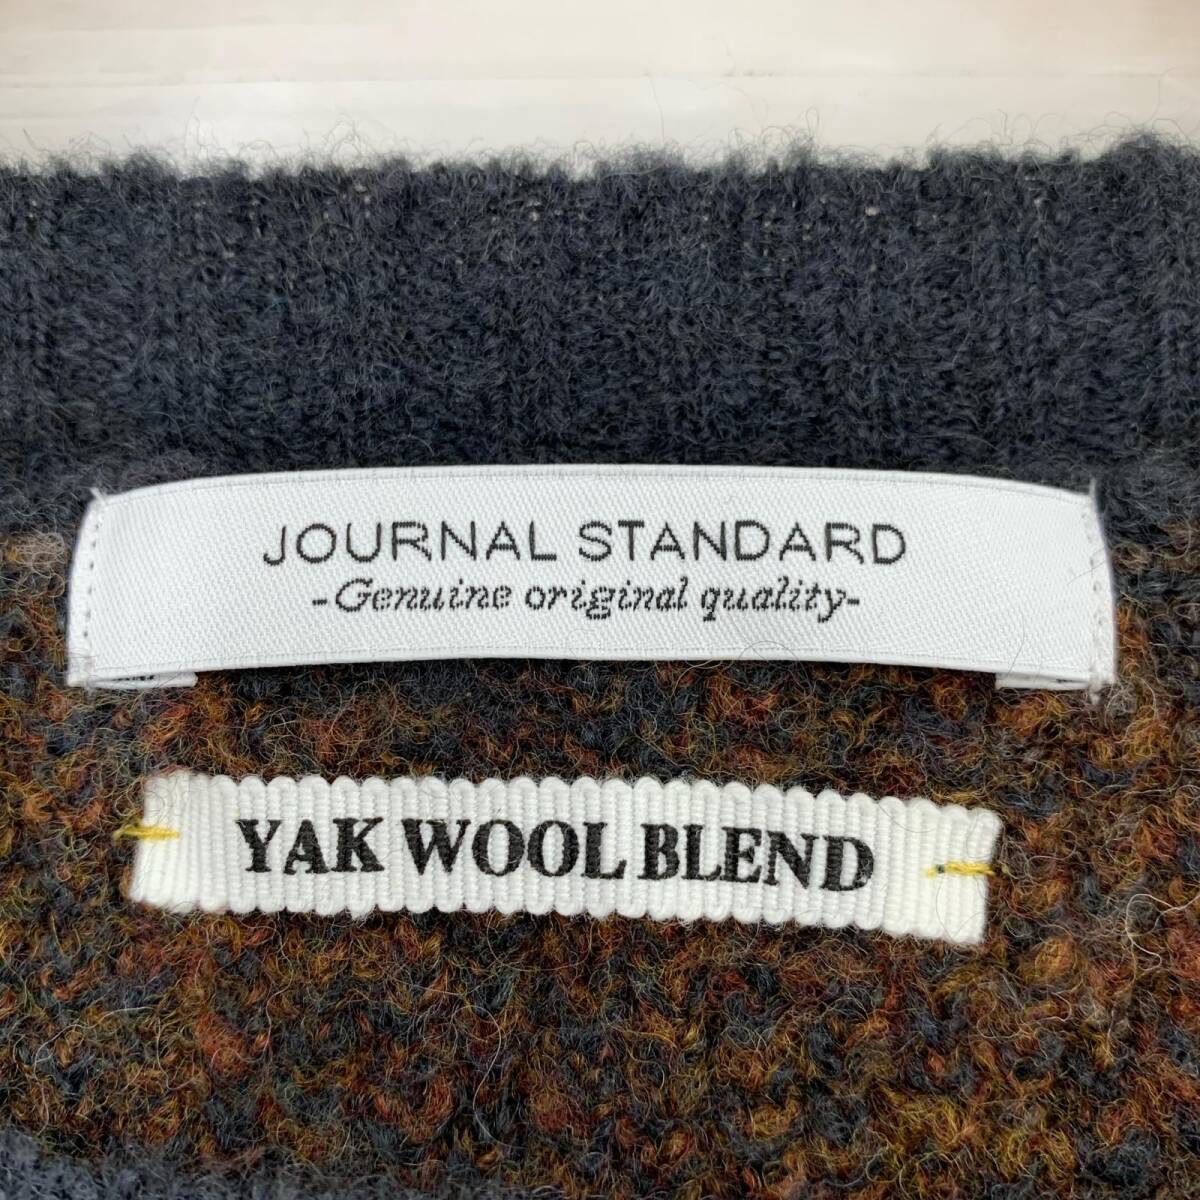 JOURNAL STANDARD
-Genuine original quality-
YAK WOOL BLEND